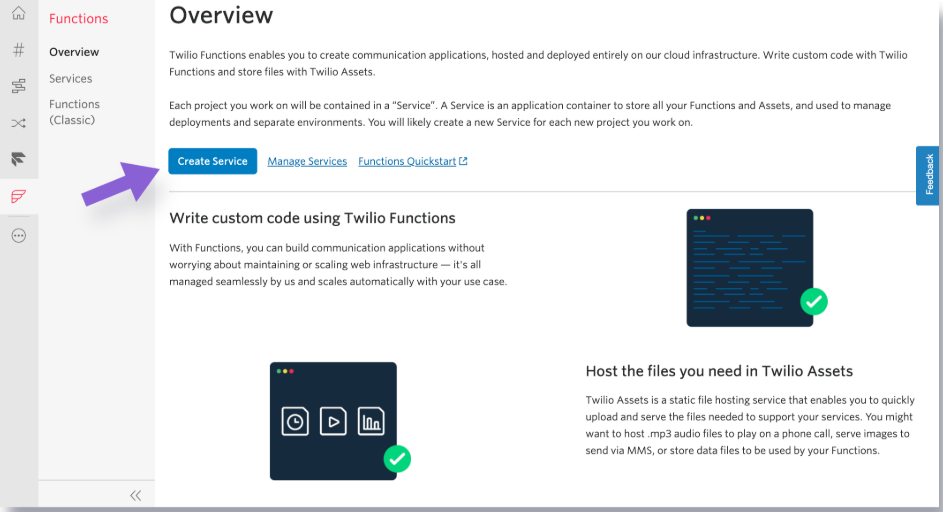 Functions
Overview
Services
Functions
(Classic)
Overview
Twilio Functions enables you to create communication applications, hosted and deployed entirely on our cloud infrastructure. Write custom code with Twilio
Functions and store files with Twilio Assets.
Each project you work on will be contained in a “Service”. A Service is an application container to store all your Functions and Assets, and used to manage
deployments and separate environments. You will likely create a new Service for each new project you work on.
Create Service Manage Services Functions Quickstart
Feedback
Write custom code using Twilio Functions
With Functions, you can build communication applications without
worrying about maintaining or scaling web infrastructure — it's all
managed seamlessly by us and scales automatically with your use case.
Host the files you need in Twilio Assets
Twilio Assets is a static file hosting service that enables you to quickly
upload and serve the files needed to support your services. You might
want to host .mp3 audio files to play on a phone call, serve images to
send via MMS, or store data files to be used by your Functions.